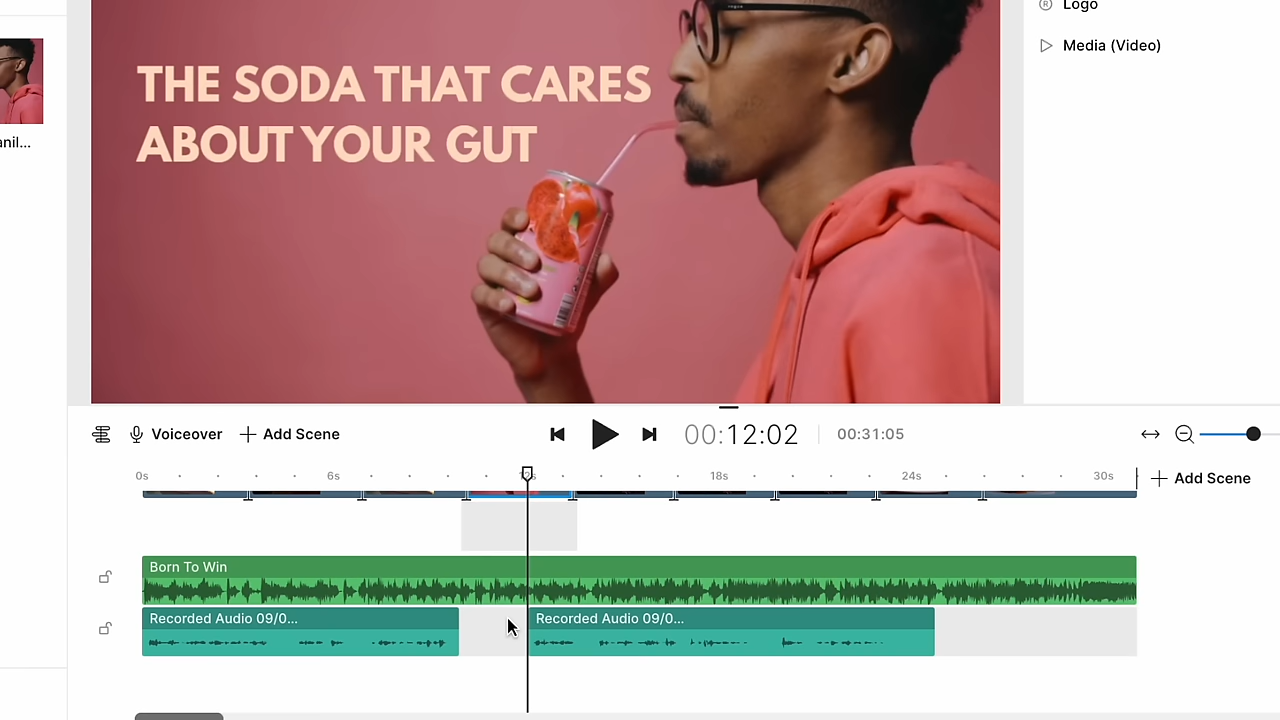 Logo
Media (Video)
anil...
THE SODA THAT CARES
ABOUT YOUR GUT
Voiceover
Add Scene
00:12:02
00:31:05
0s 6s 12s 18s 24s 30s
Add Scene
Born To Win
Recorded Audio 09/0... Recorded Audio 09/0...